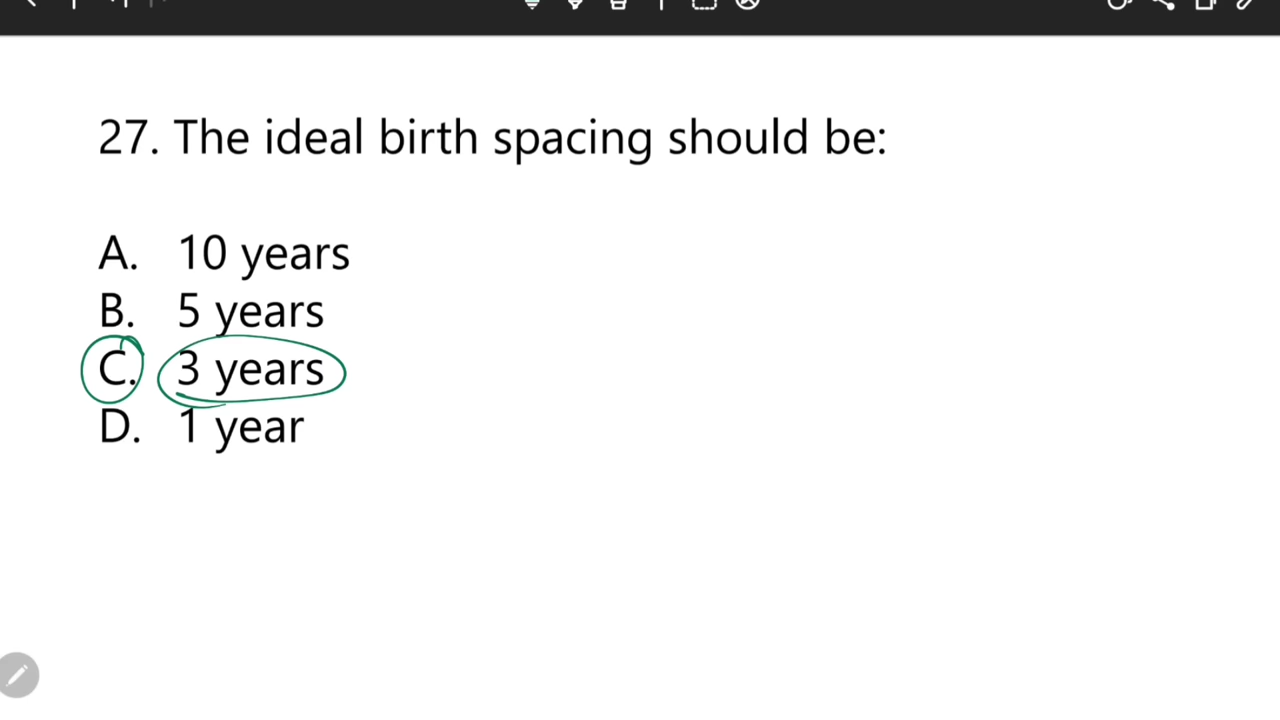 27. The ideal birth spacing should be:
A. 10 years
B. 5 years
C. 3 years
D. 1 year